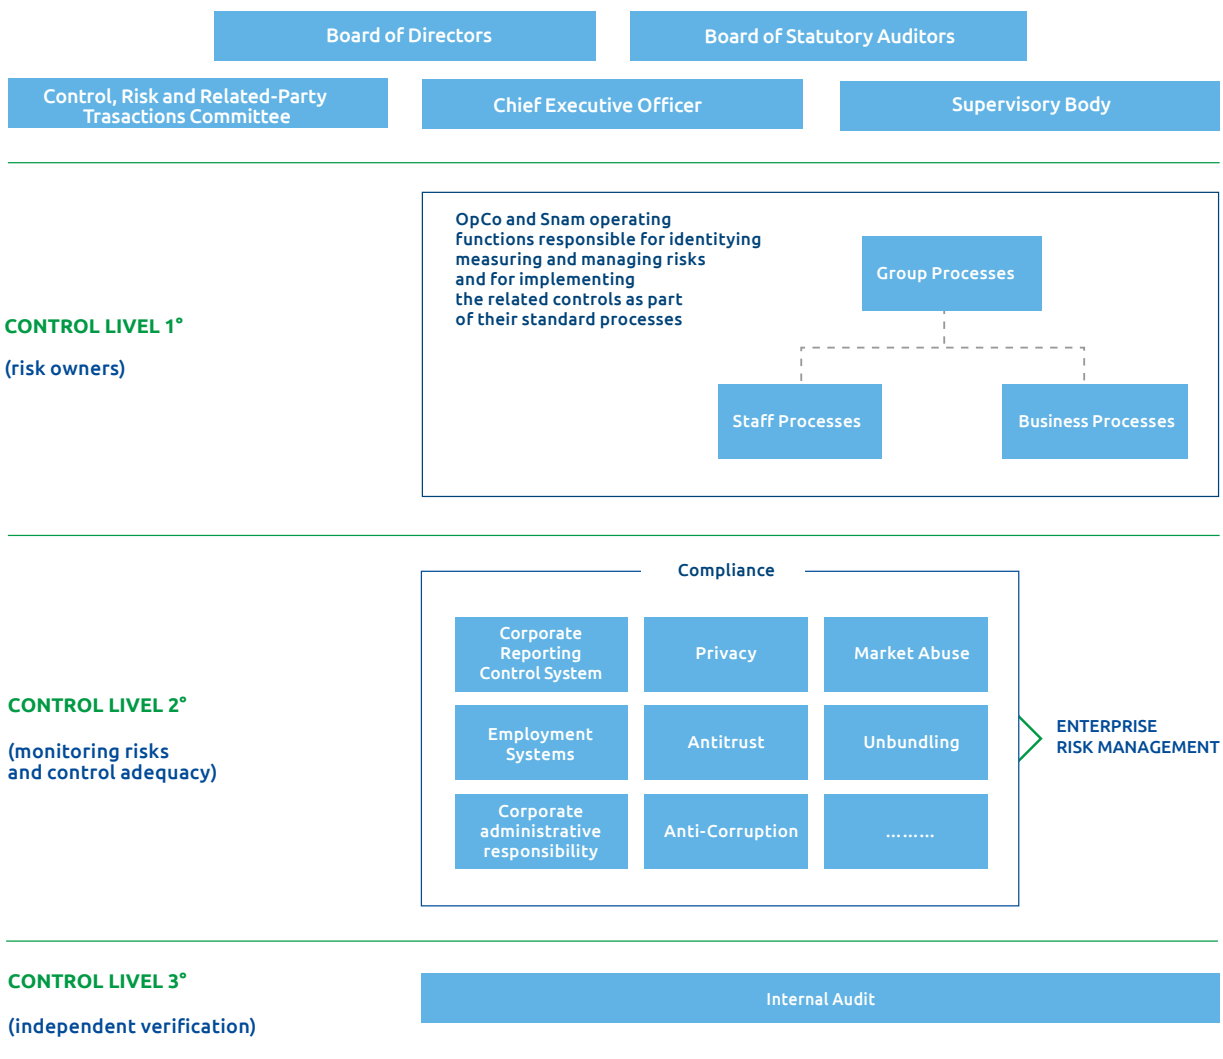 Board of Directors
Board of Statutory Auditors
Control, Risk and Related-Party
Trasactions Committee
Chief Executive Officer
Supervisory Body
OpCo and Snam operating
functions responsible for identitying
measuring and managing risks
and for implementing
the related controls as part
of their standard processes
Group Processes
CONTROL LIVEL 1°
(risk owners)
Staff Processes
Business Processes
Compliance
Corporate
Reporting
Control System
Privacy
Market Abuse
CONTROL LIVEL 2°
(monitoring risks
and control adequacy)
Employment
Systems
Antitrust
Unbundling
ENTERPRISE
RISK MANAGEMENT
Corporate
administrative
responsibility
Anti-Corruption
.........
CONTROL LIVEL 3°
(independent verification)
Internal Audit